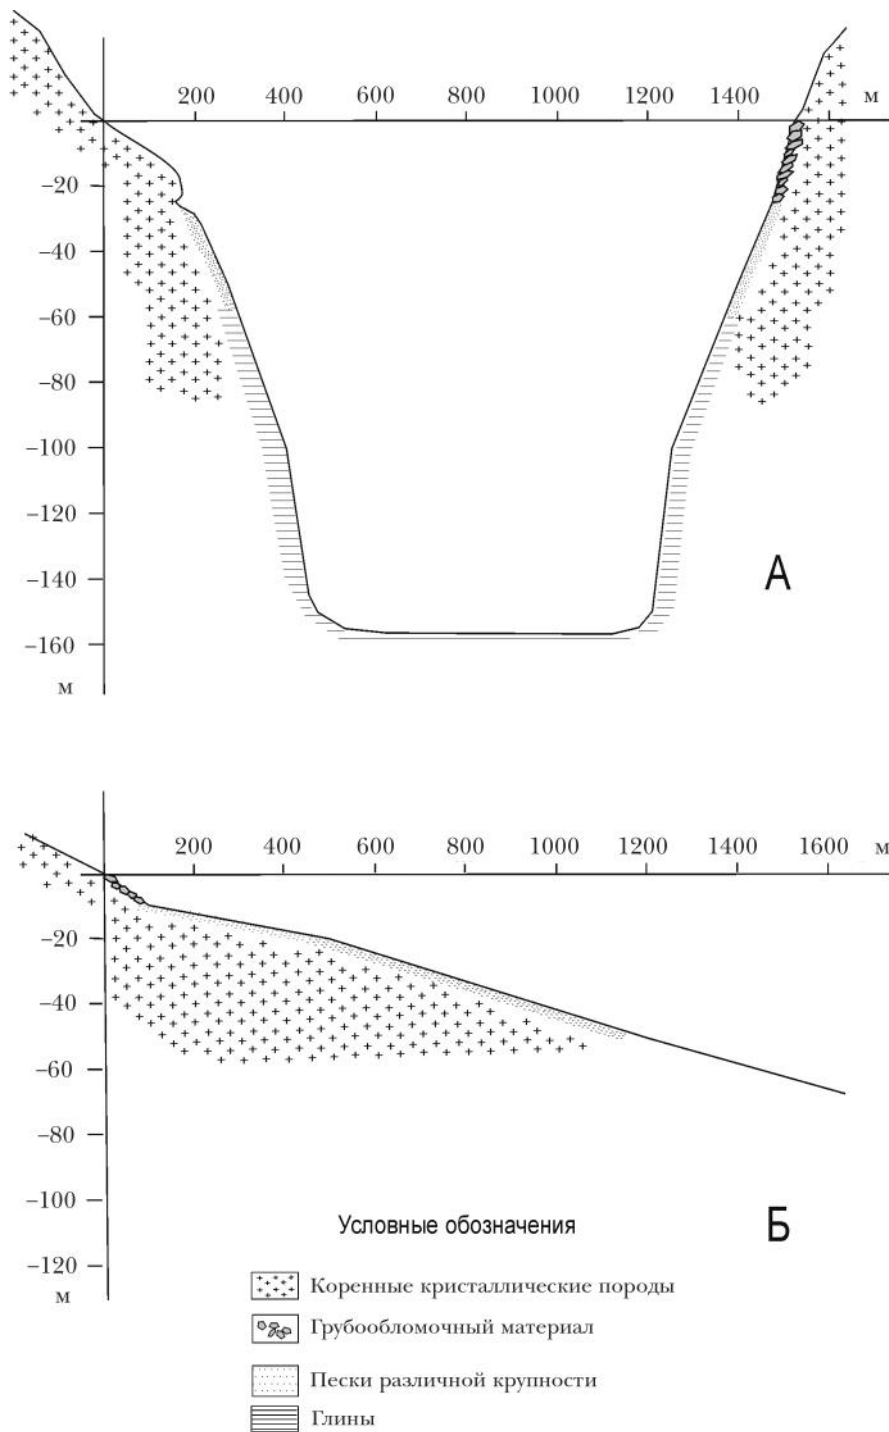 200 400 600 800 1000 1200 1400 м
−20
−40
−60
−80
−100
−120
−140
−160
м
А
200 400 600 800 1000 1200 1400 1600 м
−20
−40
−60
−80
−100
−120
м
Б
Условные обозначения
Коренные кристаллические породы
Грубообломочный материал
Пески различной крупности
Глины